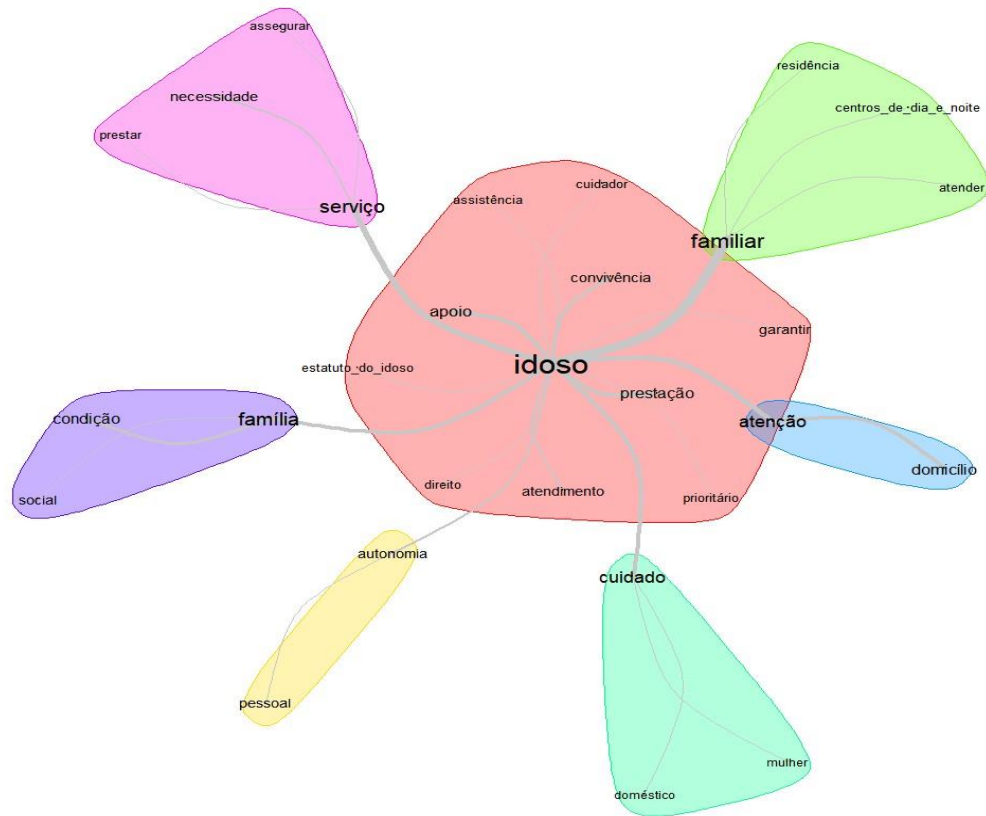 assegurar
residência
necessidade
centros_de_dia_e_noite
prestar
cuidador
atender
assistência
serviço
familiar
convivência
apoio
garantir
idoso
estatuto_do_idoso
prestação
condição
família
atenção
domicílio
direito
atendimento
prioritário
social
autonomia
cuidado
pessoal
mulher
doméstico